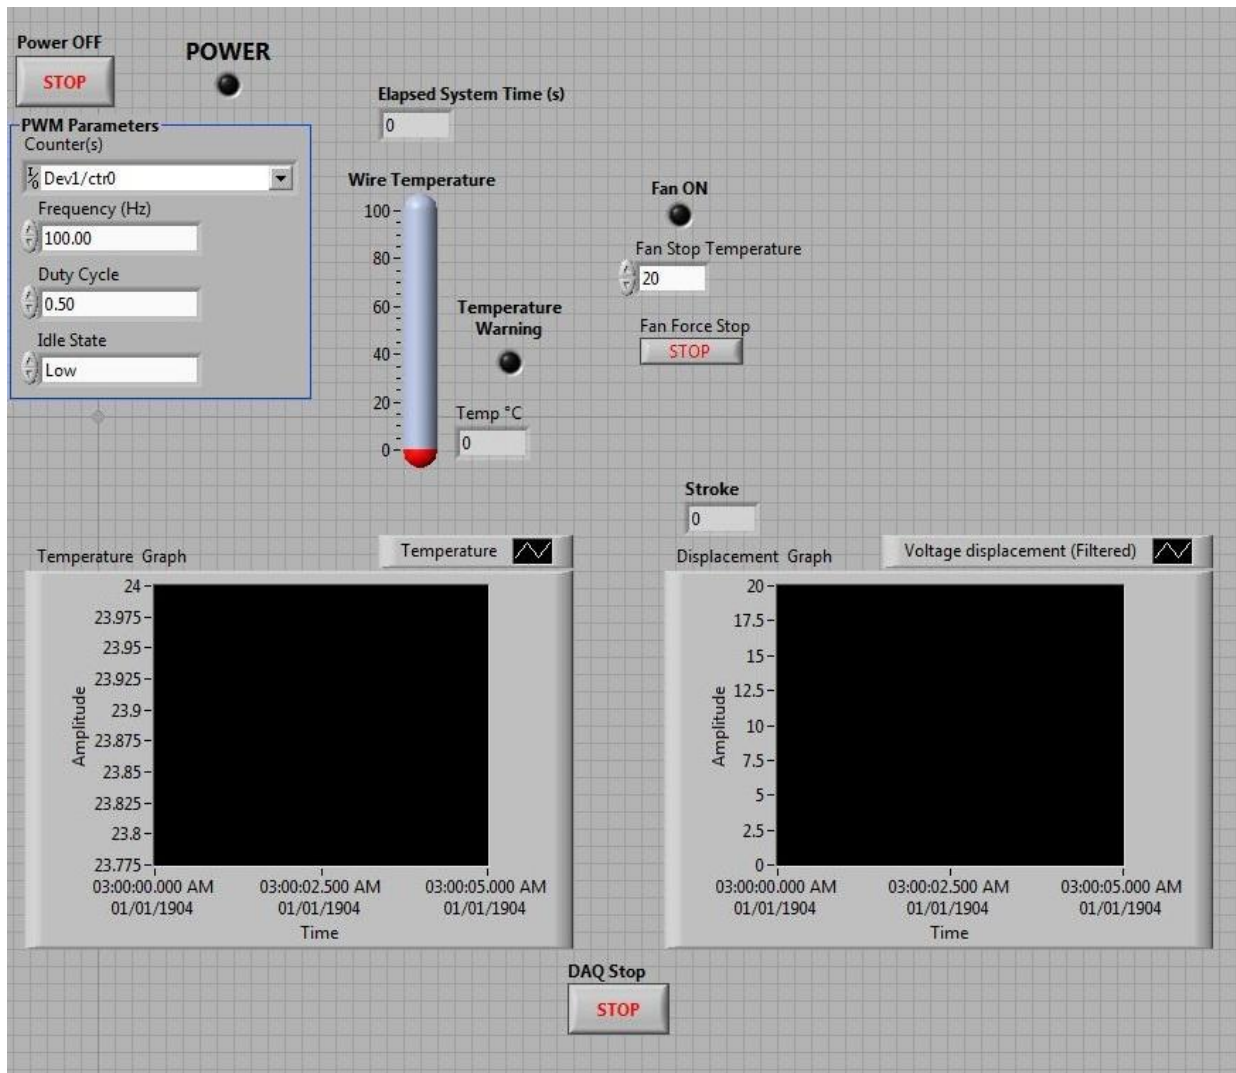 Power OFF
STOP
POWER
Elapsed System Time (s)
0
PWM Parameters
Counter(s)
I/O Dev1/ctr0
Frequency (Hz)
100.00
Duty Cycle
0.50
Idle State
Low
Wire Temperature
100
80
60
40
20
0
Temperature
Warning
Temp °C
0
Fan ON
Fan Stop Temperature
20
Fan Force Stop
STOP
Stroke
0
Temperature Graph
Temperature
24
23.975
23.95
23.925
23.9
23.875
23.85
23.825
23.8
23.775
Amplitude
03:00:00.000 AM 03:00:02.500 AM 03:00:05.000 AM
01/01/1904 01/01/1904 01/01/1904
Time
Displacement Graph
Voltage displacement (Filtered)
20
17.5
15
12.5
10
7.5
5
2.5
0
Amplitude
03:00:00.000 AM 03:00:02.500 AM 03:00:05.000 AM
01/01/1904 01/01/1904 01/01/1904
Time
DAQ Stop
STOP